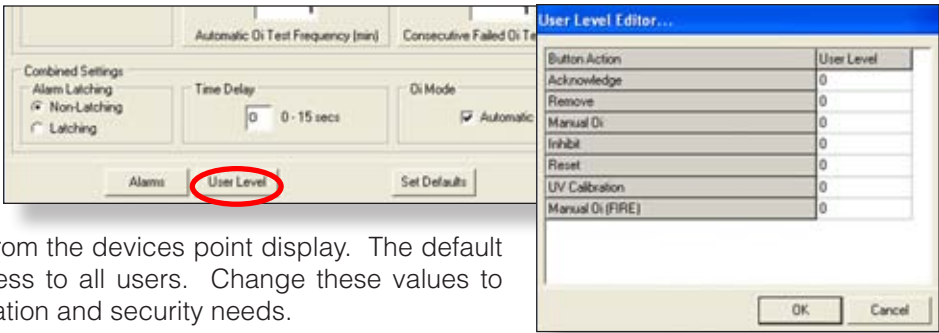 Automatic Oi Test Frequency (min)
Consecutive Failed Oi Te
Combined Settings
Alarm Latching
Non-Latching
Latching
Time Delay
0 0 - 15 secs
Oi Mode
Automatic
Alarms
User Level
Set Defaults
User Level Editor...
Button Action User Level
Acknowledge 0
Remove 0
Manual Oi 0
Inhibit 0
Reset 0
UV Calibration 0
Manual Oi (FIRE) 0
OK Cancel
rom the devices point display. The default
ess to all users. Change these values to
ation and security needs.